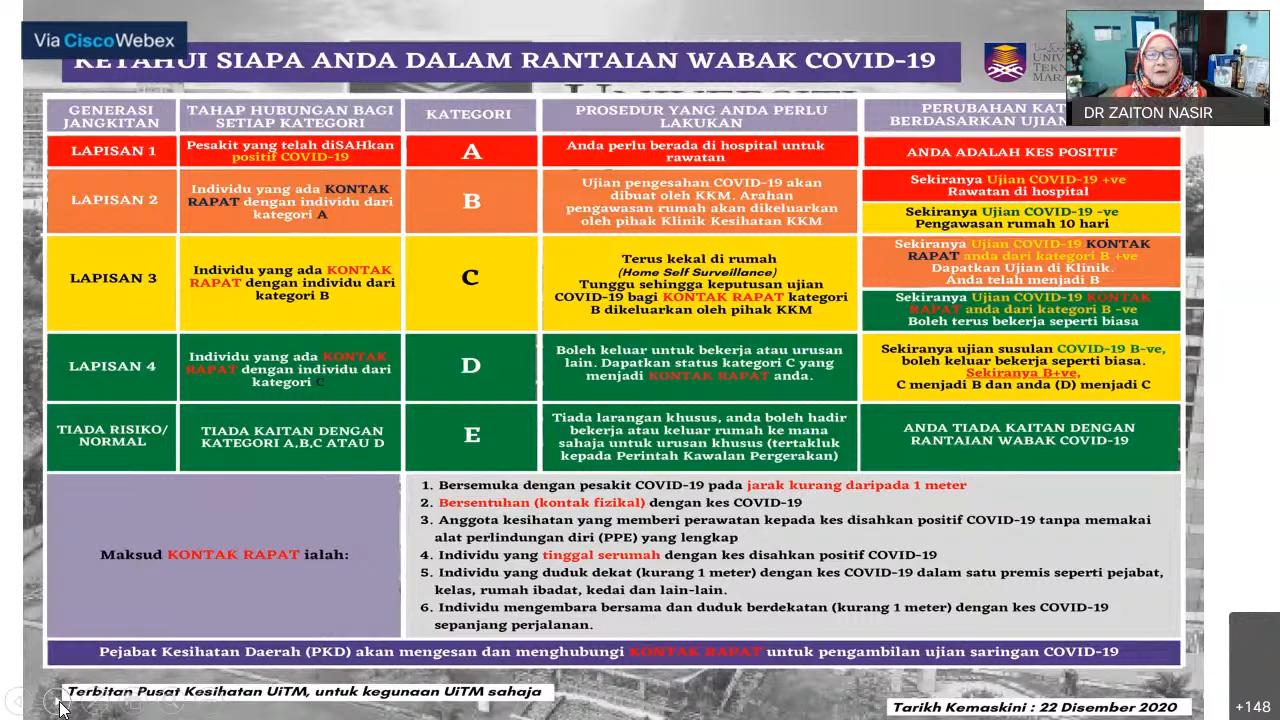 Via CiscoWebex
KETAHUI SIAPA ANDA DALAM RANTAIAN WABAK COVID-19
DR ZAITON NASIR
GENERASI
JANGKITAN
TAHAP HUBUNGAN BAGI
SETIAP KATEGORI
KATEGORI
PROSEDUR YANG ANDA PERLU
LAKUKAN
PERUBAHAN
BERDASARKAN UJIAN
LAPISAN 1
Pesakit yang telah diSAHkan
positif COVID-19
A
Anda perlu berada di hospital untuk
rawatan
ANDA ADALAH KES POSITIF
LAPISAN 2
Individu yang ada KONTAK
RAPAT dengan individu dari
kategori A
B
Ujian pengesahan COVID-19 akan
dibuat oleh KKM. Arahan
pengawasan rumah akan dikeluarkan
oleh pihak Klinik Kesihatan KKM
Sekiranya Ujian COVID-19 +ve
Rawatan di hospital
Sekiranya Ujian COVID-19 -ve
Pengawasan rumah 10 hari
LAPISAN 3
Individu yang ada KONTAK
RAPAT dengan individu dari
kategori B
C
Terus kekal di rumah
(Home Self Surveillance)
Tunggu sehingga keputusan ujian
COVID-19 bagi KONTAK RAPAT kategori
B dikeluarkan oleh pihak KKM
Sekiranya Ujian COVID-19 KONTAK
RAPAT anda dari kategori B +ve
Dapatkan Ujian di Klinik.
Anda telah menjadi B
Sekiranya Ujian COVID-19 KONTAK
RAPAT anda dari kategori B -ve
Boleh terus bekerja seperti biasa
LAPISAN 4
Individu yang ada KONTAK
RAPAT dengan individu dari
kategori C
D
Boleh keluar untuk bekerja atau urusan
lain. Dapatkan status kategori C yang
menjadi KONTAK RAPAT anda.
Sekiranya ujian susulan COVID-19 B-ve,
boleh keluar bekerja seperti biasa.
Sekiranya B+ve,
C menjadi B dan anda (D) menjadi C
TIADA RISIKO/
NORMAL
TIADA KAITAN DENGAN
KATEGORI A,B,C ATAU D
E
Tiada larangan khusus, anda boleh hadir
bekerja atau keluar rumah ke mana
sahaja untuk urusan khusus (tertakluk
kepada Perintah Kawalan Pergerakan)
ANDA TIADA KAITAN DENGAN
RANTAIAN WABAK COVID-19
Maksud KONTAK RAPAT ialah:
1. Bersemuka dengan pesakit COVID-19 pada jarak kurang daripada 1 meter
2. Bersentuhan (kontak fizikal) dengan kes COVID-19
3. Anggota kesihatan yang memberi perawatan kepada kes disahkan positif COVID-19 tanpa memakai
alat perlindungan diri (PPE) yang lengkap
4. Individu yang tinggal serumah dengan kes disahkan positif COVID-19
5. Individu yang duduk dekat (kurang 1 meter) dengan kes COVID-19 dalam satu premis seperti pejabat,
kelas, rumah ibadat, kedai dan lain-lain.
6. Individu mengembara bersama dan duduk berdekatan (kurang 1 meter) dengan kes COVID-19
sepanjang perjalanan.
Pejabat Kesihatan Daerah (PKD) akan mengesan dan menghubungi KONTAK RAPAT untuk pengambilan ujian saringan COVID-19
Terbitan Pusat Kesihatan UiTM, untuk kegunaan UiTM sahaja
Tarikh Kemaskini : 22 Disember 2020
+148